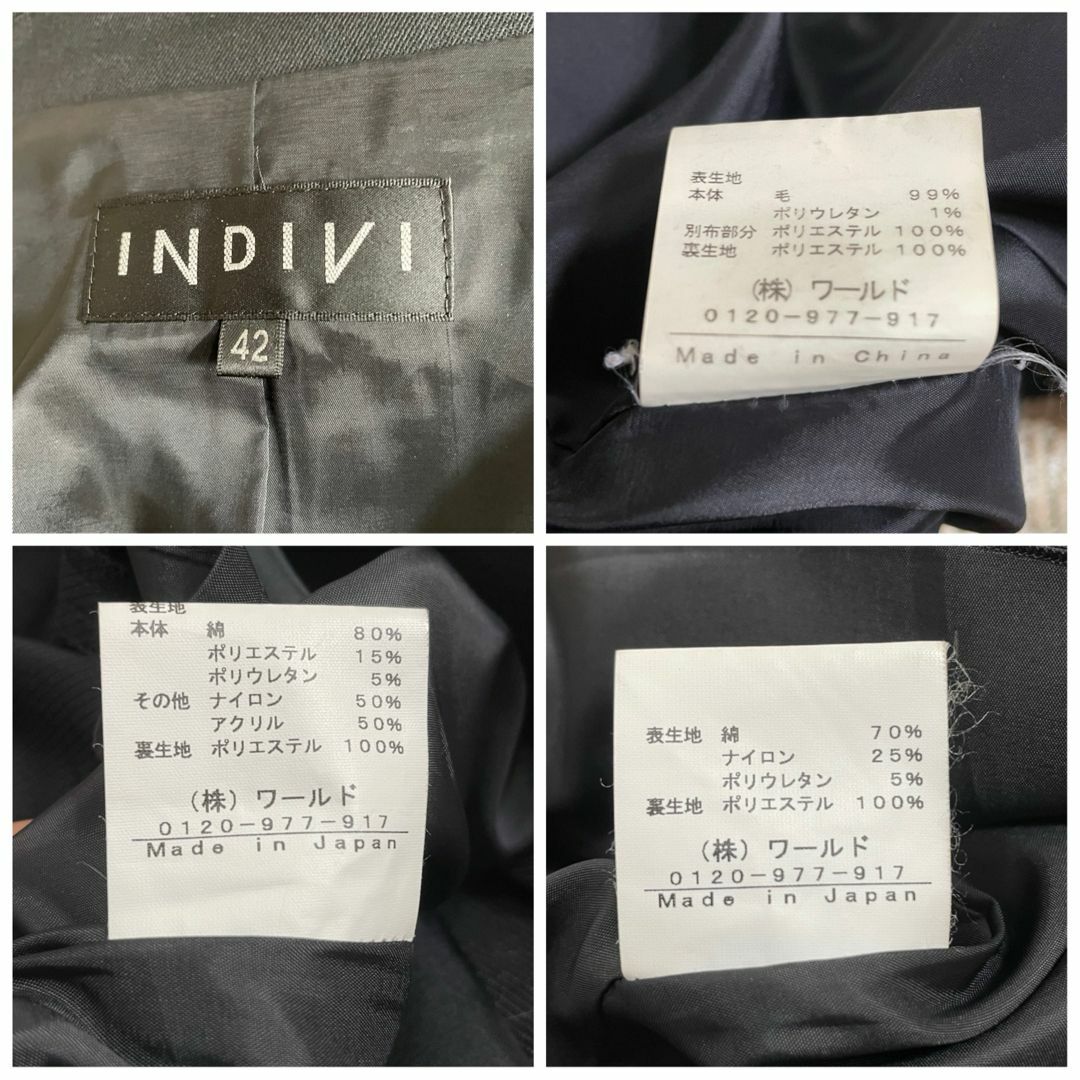 INDIVI
42
表生地
本体 毛 99%
ポリウレタン 1%
別布部分 ポリエステル 100%
裏生地 ポリエステル 100%
(株) ワールド
0120-977-917
Made in China
表生地
本体 綿 80%
ポリエステル 15%
ポリウレタン 5%
その他 ナイロン 50%
アクリル 50%
裏生地 ポリエステル 100%
(株) ワールド
0120-977-917
Made in Japan
表生地 綿 70%
ナイロン 25%
ポリウレタン 5%
裏生地 ポリエステル 100%
(株) ワールド
0120-977-917
Made in Japan